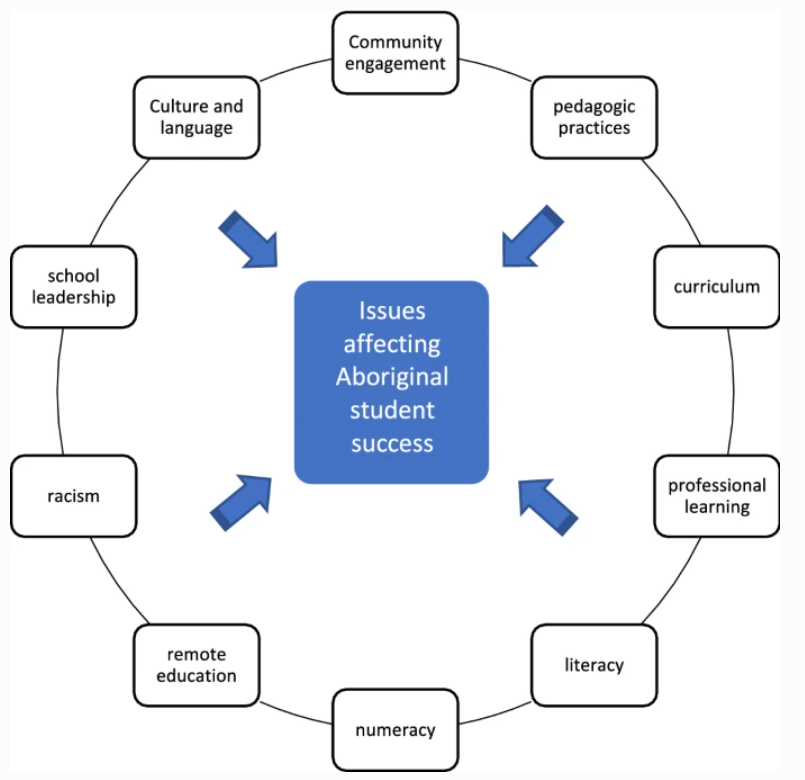 Community
engagement
pedagogic
practices
curriculum
professional
learning
literacy
numeracy
remote
education
racism
school
leadership
Culture and
language
Issues
affecting
Aboriginal
student
success